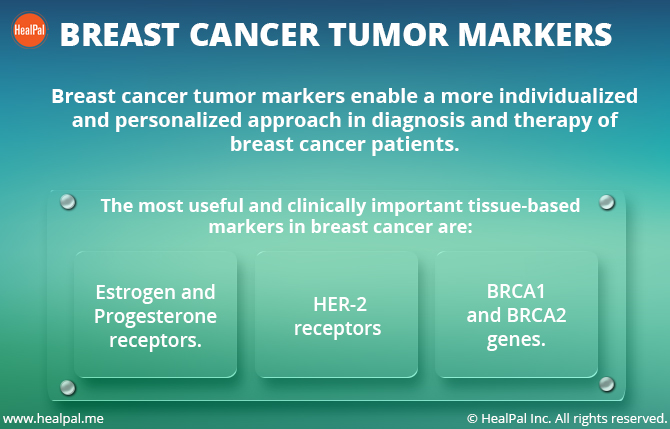 HealPal
BREAST CANCER TUMOR MARKERS
Breast cancer tumor markers enable a more individualized
and personalized approach in diagnosis and therapy of
breast cancer patients.
The most useful and clinically important tissue-based
markers in breast cancer are:
Estrogen and
Progesterone
receptors.
HER-2
receptors
BRCA1
and BRCA2
genes.
www.healpal.me
© HealPal Inc. All rights reserved.